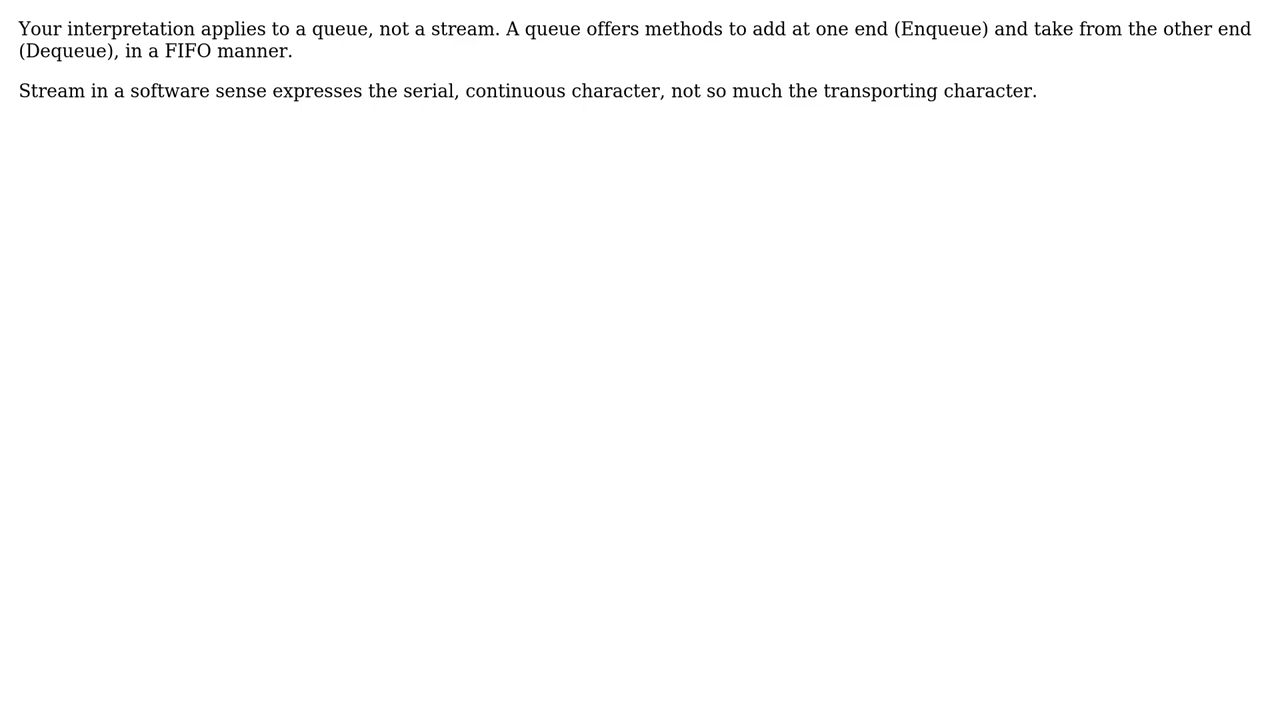 Your interpretation applies to a queue, not a stream. A queue offers methods to add at one end (Enqueue) and take from the other end
(Dequeue), in a FIFO manner.
Stream in a software sense expresses the serial, continuous character, not so much the transporting character.